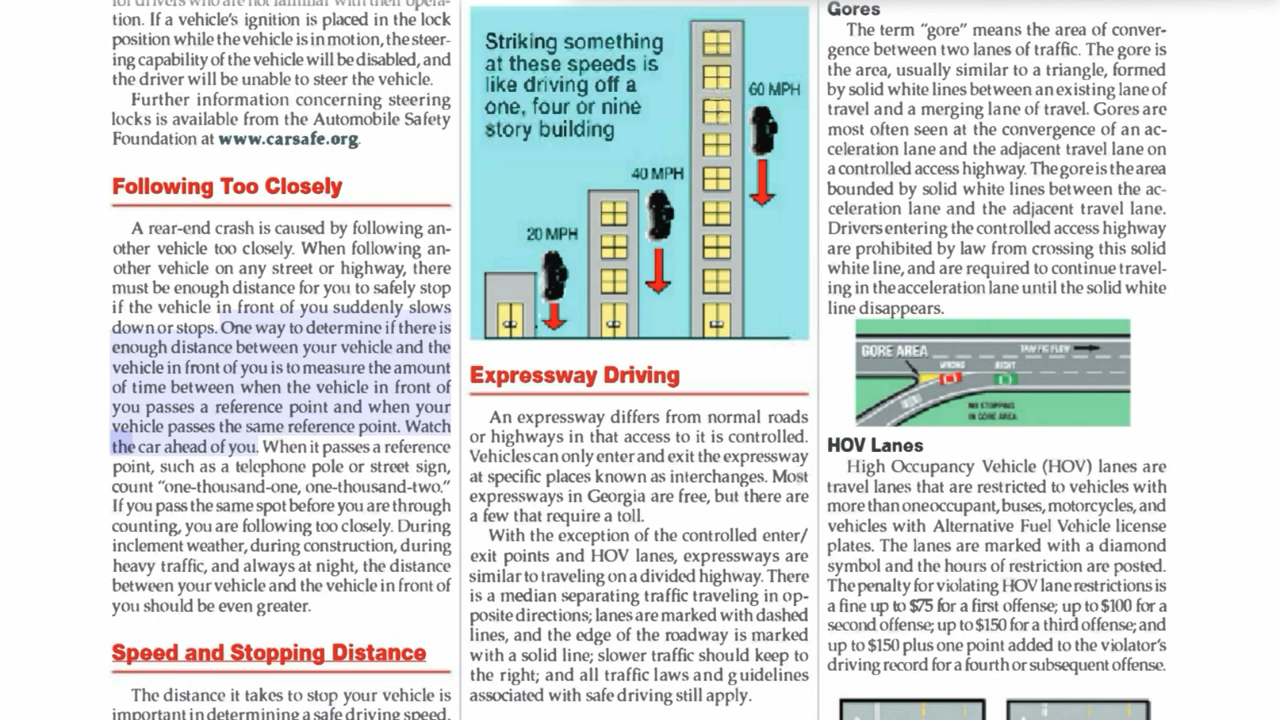 for drivers who are not familiar with their opera-
tion. If a vehicle's ignition is placed in the lock
position while the vehicle is in motion, the steer-
ing capability of the vehicle will be disabled, and
the driver will be unable to steer the vehicle.
Further information concerning steering
locks is available from the Automobile Safety
Foundation at www.carsafe.org.
Following Too Closely
A rear-end crash is caused by following an-
other vehicle too closely. When following an-
other vehicle on any street or highway, there
must be enough distance for you to safely stop
if the vehicle in front of you suddenly slows
down or stops. One way to determine if there is
enough distance between your vehicle and the
vehicle in front of you is to measure the amount
of time between when the vehicle in front of
you passes a reference point and when your
vehicle passes the same reference point. Watch
the car ahead of you. When it passes a reference
point, such as a telephone pole or street sign,
count "one-thousand-one, one-thousand-two."
If you pass the same spot before you are through
counting, you are following too closely. During
inclement weather, during construction, during
heavy traffic, and always at night, the distance
between your vehicle and the vehicle in front of
you should be even greater.
Speed and Stopping Distance
The distance it takes to stop your vehicle is
important in determining a safe driving speed.
Striking something
at these speeds is
like driving off a
one, four or nine
story building
20 MPH
40 MPH
60 MPH
Expressway Driving
An expressway differs from normal roads
or highways in that access to it is controlled.
Vehicles can only enter and exit the expressway
at specific places known as interchanges. Most
expressways in Georgia are free, but there are
a few that require a toll.
With the exception of the controlled enter/
exit points and HOV lanes, expressways are
similar to traveling on a divided highway. There
is a median separating traffic traveling in op-
posite directions; lanes are marked with dashed
lines, and the edge of the roadway is marked
with a solid line; slower traffic should keep to
the right; and all traffic laws and guidelines
associated with safe driving still apply.
Gores
The term "gore" means the area of conver-
gence between two lanes of traffic. The gore is
the area, usually similar to a triangle, formed
by solid white lines between an existing lane of
travel and a merging lane of travel. Gores are
most often seen at the convergence of an ac-
celeration lane and the adjacent travel lane on
a controlled access highway. The gore is the area
bounded by solid white lines between the ac-
celeration lane and the adjacent travel lane.
Drivers entering the controlled access highway
are prohibited by law from crossing this solid
white line, and are required to continue travel-
ing in the acceleration lane until the solid white
line disappears.
GORE AREA
TRAFFIC FLOW
WRONG
RIGHT
NO STOPPING
IN GORE AREA
HOV Lanes
High Occupancy Vehicle (HOV) lanes are
travel lanes that are restricted to vehicles with
more than one occupant, buses, motorcycles, and
vehicles with Alternative Fuel Vehicle license
plates. The lanes are marked with a diamond
symbol and the hours of restriction are posted.
The penalty for violating HOV lane restrictions is
a fine up to $75 for a first offense; up to $100 for a
second offense; up to $150 for a third offense; and
up to $150 plus one point added to the violator's
driving record for a fourth or subsequent offense.